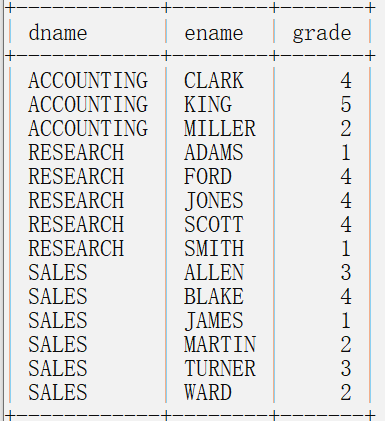 +------------+--------+-------+
| dname | ename | grade |
+------------+--------+-------+
| ACCOUNTING | CLARK | 4 |
| ACCOUNTING | KING | 5 |
| ACCOUNTING | MILLER | 2 |
| RESEARCH | ADAMS | 1 |
| RESEARCH | FORD | 4 |
| RESEARCH | JONES | 4 |
| RESEARCH | SCOTT | 4 |
| RESEARCH | SMITH | 1 |
| SALES | ALLEN | 3 |
| SALES | BLAKE | 4 |
| SALES | JAMES | 1 |
| SALES | MARTIN | 2 |
| SALES | TURNER | 3 |
| SALES | WARD | 2 |
+------------+--------+-------+